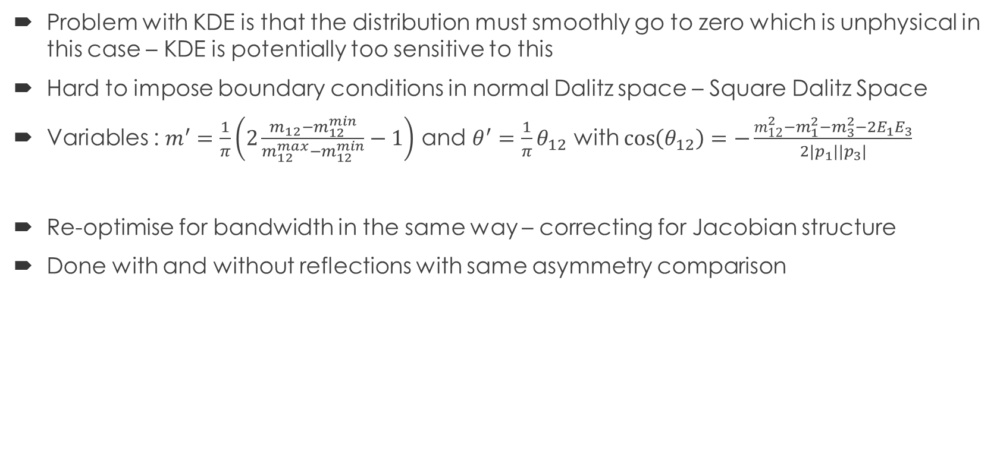 Problem with KDE is that the distribution must smoothly go to zero which is unphysical in
this case – KDE is potentially too sensitive to this
Hard to impose boundary conditions in normal Dalitz space – Square Dalitz Space
Variables : $m' = \frac{1}{\pi}\left(2\frac{m_{12}-m_{12}^{min}}{m_{12}^{max}-m_{12}^{min}} - 1\right)$ and $\theta' = \frac{1}{\pi}\theta_{12}$ with $\cos(\theta_{12}) = -\frac{m_{12}^2-m_1^2-m_3^2-2E_1E_3}{2|p_1||p_3|}$
Re-optimise for bandwidth in the same way – correcting for Jacobian structure
Done with and without reflections with same asymmetry comparison